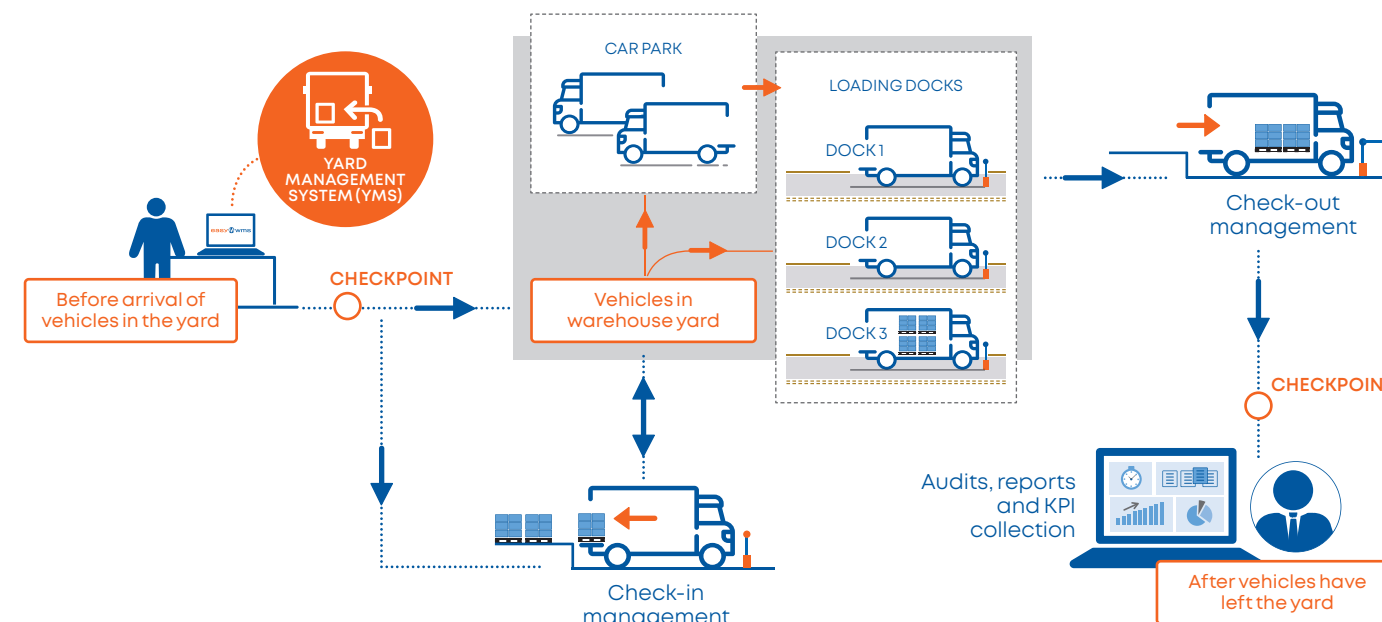 YARD
MANAGEMENT
SYSTEM (YMS)
easy wms
Before arrival of
vehicles in the yard
CHECKPOINT
CAR PARK
Vehicles in
warehouse yard
LOADING DOCKS
DOCK 1
DOCK 2
DOCK 3
Check-in
management
Check-out
management
CHECKPOIN
Audits, reports
and KPI
collection
After vehicles have
left the yard